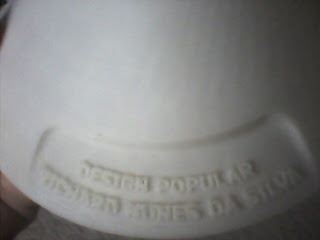 DESIGN POPULAR
RICHARD NUNES DA SILVA